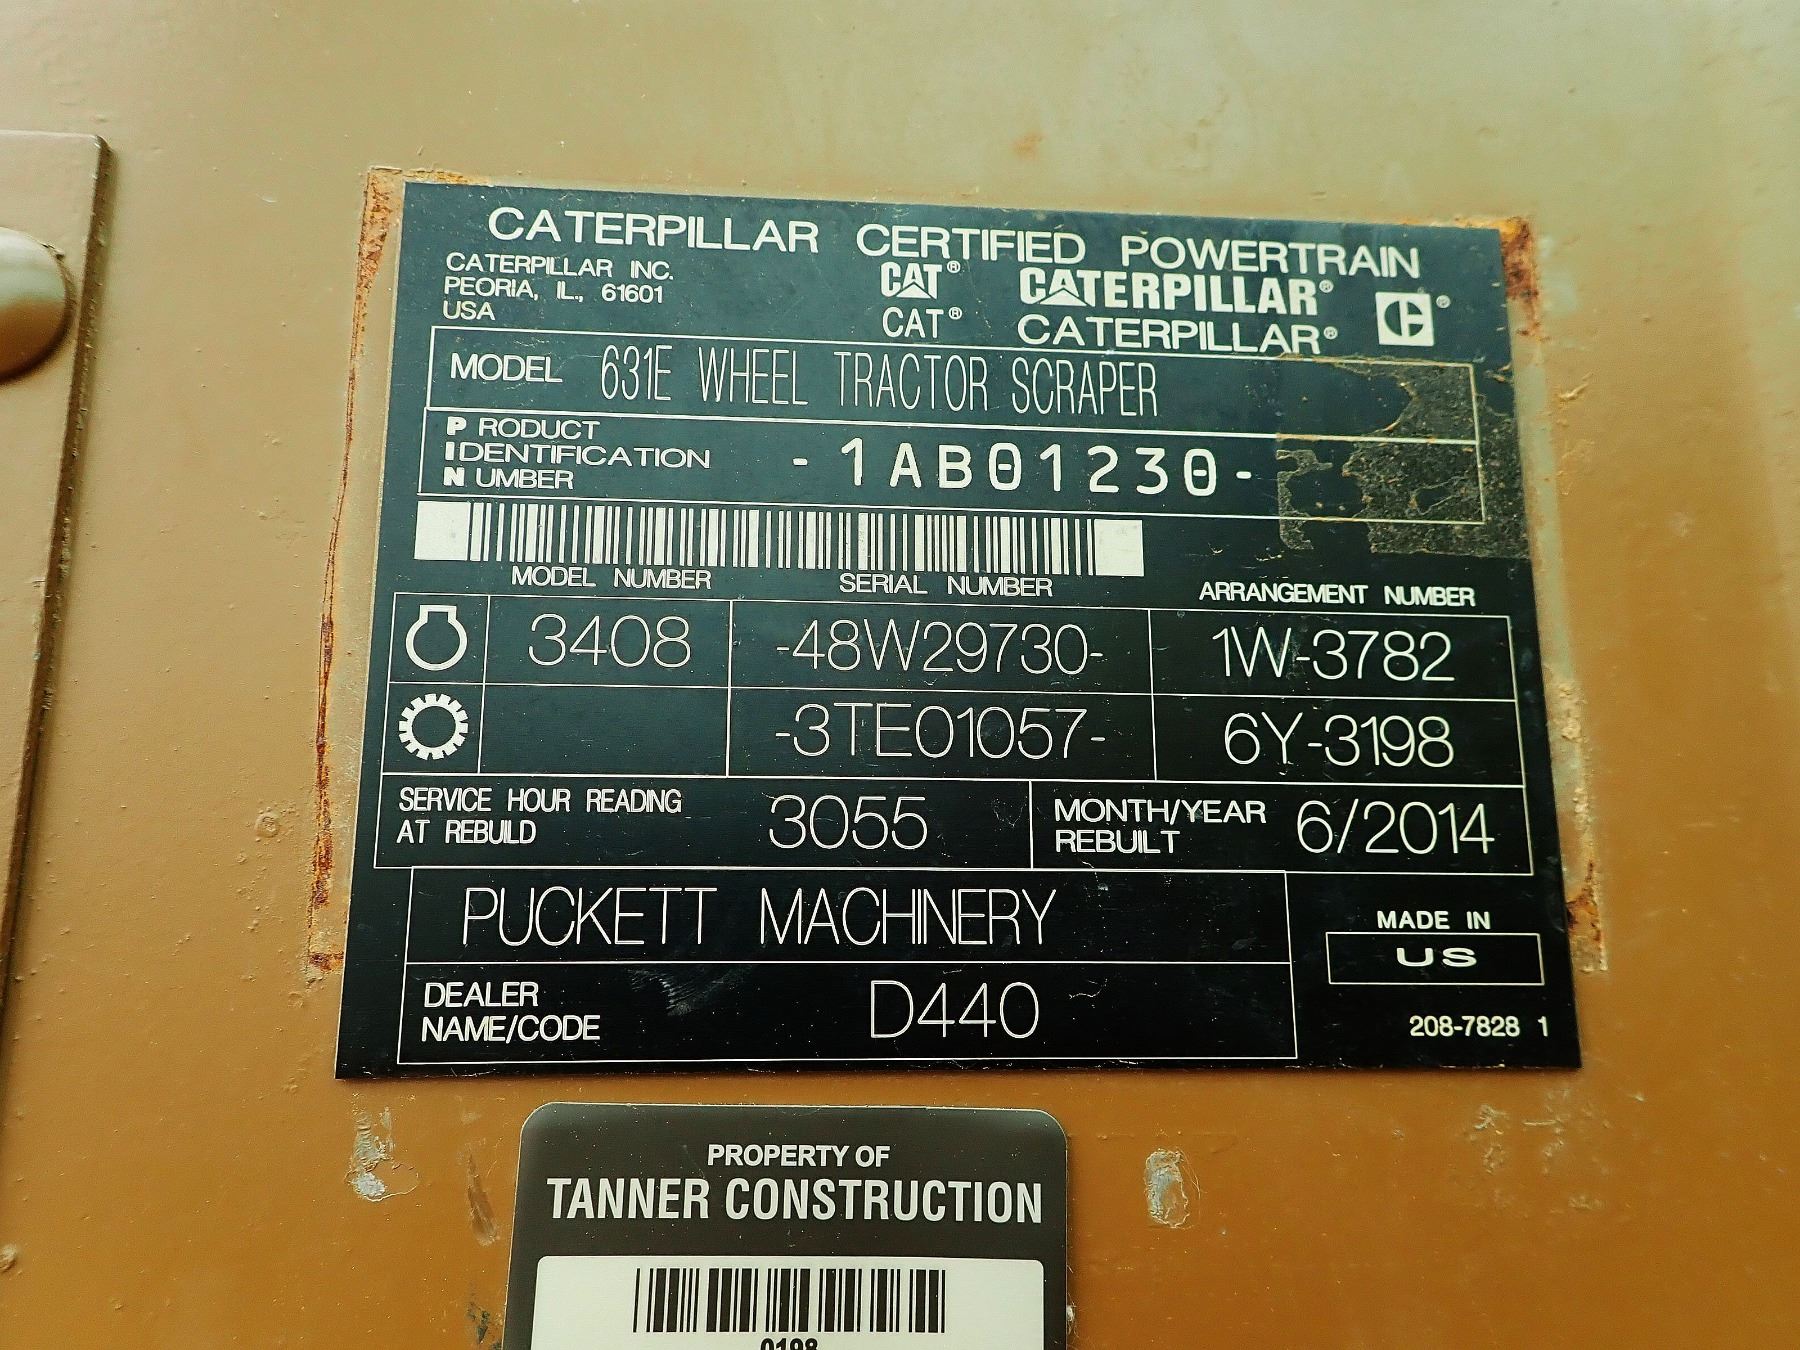 CATERPILLAR CERTIFIED POWERTRAIN
CATERPILLAR INC. CAT® CATERPILLAR® ®
PEORIA, IL., 61601
USA CAT® CATERPILLAR®
MODEL 631E WHEEL TRACTOR SCRAPER
PRODUCT
IDENTIFICATION -1AB01230-
NUMBER
MODEL NUMBER SERIAL NUMBER ARRANGEMENT NUMBER
3408 -48W29730- 1W-3782
-3TE01057- 6Y-3198
SERVICE HOUR READING
AT REBUILD 3055
MONTH/YEAR
REBUILT 6/2014
PUCKETT MACHINERY
MADE IN
US
DEALER
NAME/CODE D440
208-7828 1
PROPERTY OF
TANNER CONSTRUCTION
0198